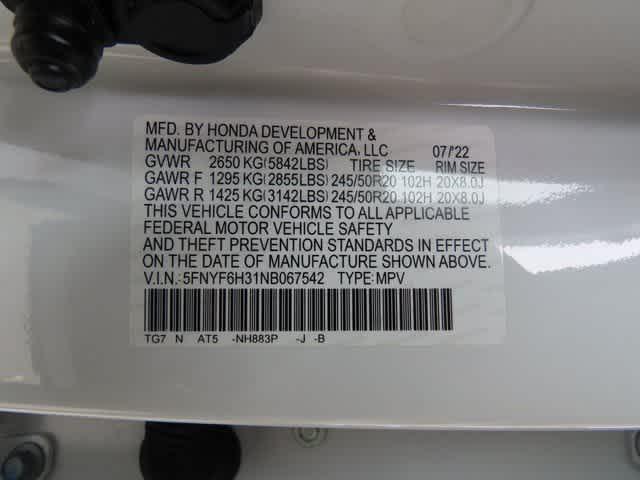 MFD. BY HONDA DEVELOPMENT &
MANUFACTURING OF AMERICA, LLC 07/'22
GVWR 2650 KG(5842LBS) TIRE SIZE RIM SIZE
GAWR F 1295 KG(2855LBS) 245/50R20 102H 20X8.0J
GAWR R 1425 KG(3142LBS) 245/50R20 102H 20X8.0J
THIS VEHICLE CONFORMS TO ALL APPLICABLE
FEDERAL MOTOR VEHICLE SAFETY
AND THEFT PREVENTION STANDARDS IN EFFECT
ON THE DATE OF MANUFACTURE SHOWN ABOVE.
V.I.N.:5FNYF6H31NB067542 TYPE:MPV
TG7 N AT5 -NH883P -J -B